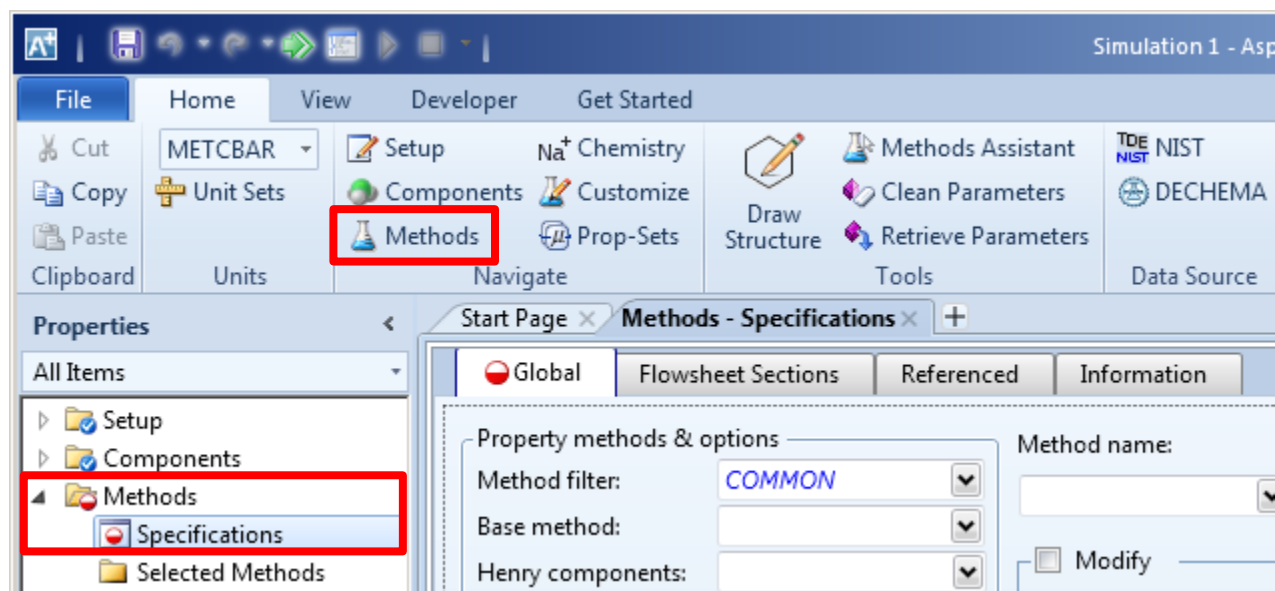 Simulation 1 - Asp
File Home View Developer Get Started
Cut METCBAR Setup Na+ Chemistry Methods Assistant TDE NIST NIST
Copy Unit Sets Components Customize Draw Structure Clean Parameters DECHEMA
Paste Methods Prop-Sets Retrieve Parameters
Clipboard Units Navigate Tools Data Source
Properties Start Page Methods - Specifications
All Items Global Flowsheet Sections Referenced Information
Setup
Property methods & options Method name:
Components
Method filter: COMMON
Methods
Base method:
Specifications
Henry components: Modify
Selected Methods